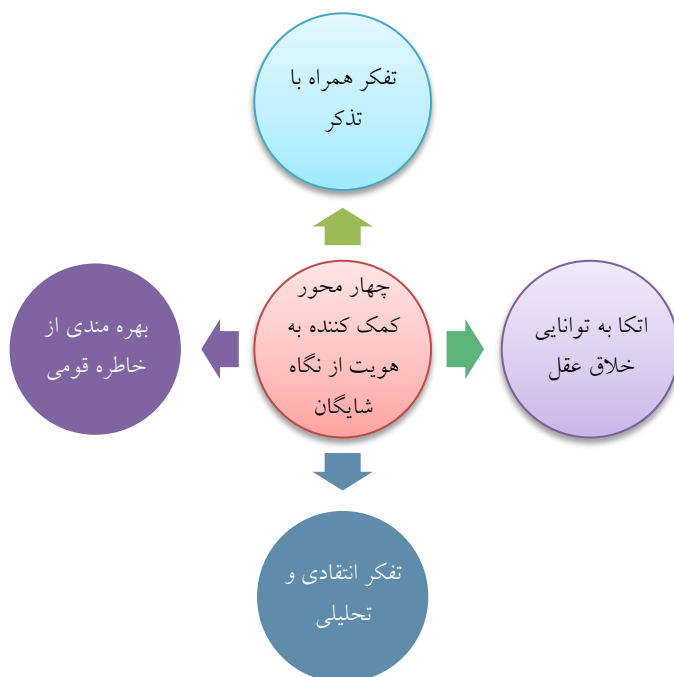 تفکر همراه با
تذکر
چهار محور
کمک کننده به
هویت از نگاه
شایگان
اتکا به توانایی
خلاق عقل
بهره مندی از
خاطره قومی
تفکر انتقادی و
تحلیلی